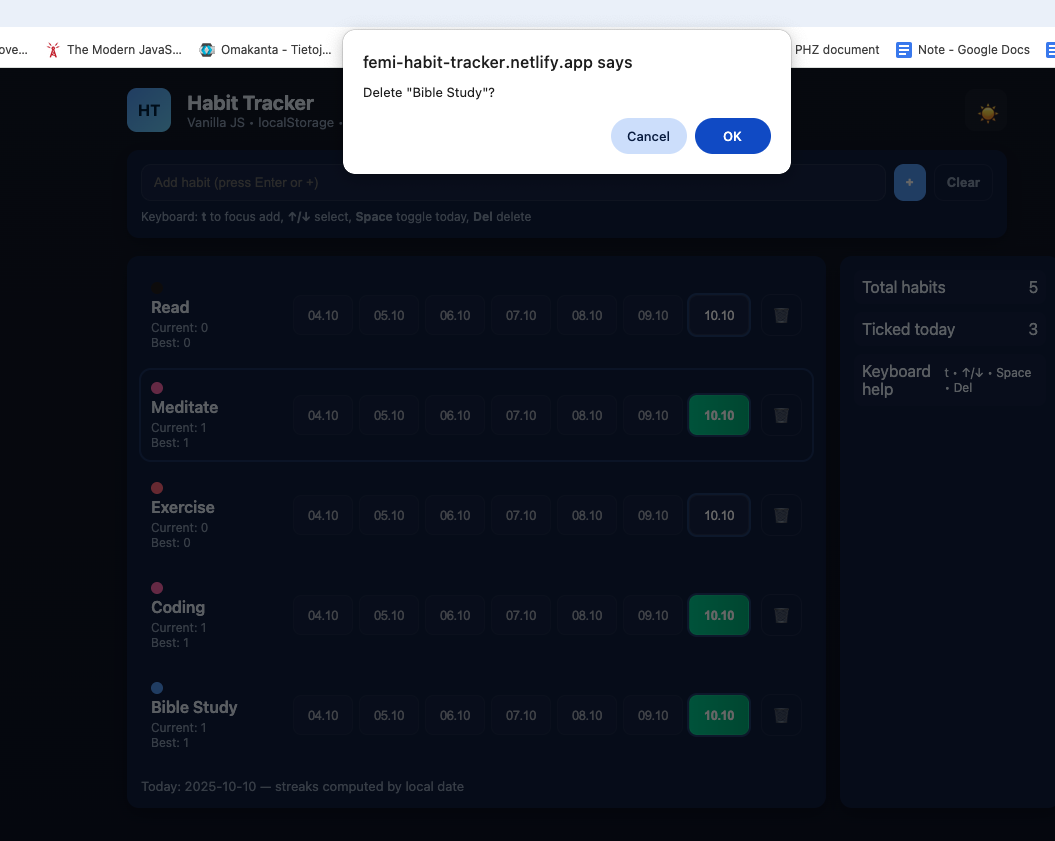 ove...
The Modern JavaS...
Omakanta - Tietoj...
PHZ document
Note - Google Docs
femi-habit-tracker.netlify.app says
Delete "Bible Study"?
Cancel
OK
HT
Habit Tracker
Vanilla JS • localStorage •
Add habit (press Enter or +)
+
Clear
Keyboard: t to focus add, ↑/↓ select, Space toggle today, Del delete
Read
Current: 0
Best: 0
04.10 05.10 06.10 07.10 08.10 09.10 10.10
Meditate
Current: 1
Best: 1
04.10 05.10 06.10 07.10 08.10 09.10 10.10
Exercise
Current: 0
Best: 0
04.10 05.10 06.10 07.10 08.10 09.10 10.10
Coding
Current: 1
Best: 1
04.10 05.10 06.10 07.10 08.10 09.10 10.10
Bible Study
Current: 1
Best: 1
04.10 05.10 06.10 07.10 08.10 09.10 10.10
Today: 2025-10-10 — streaks computed by local date
Total habits 5
Ticked today 3
Keyboard help
t • ↑/↓ • Space
• Del